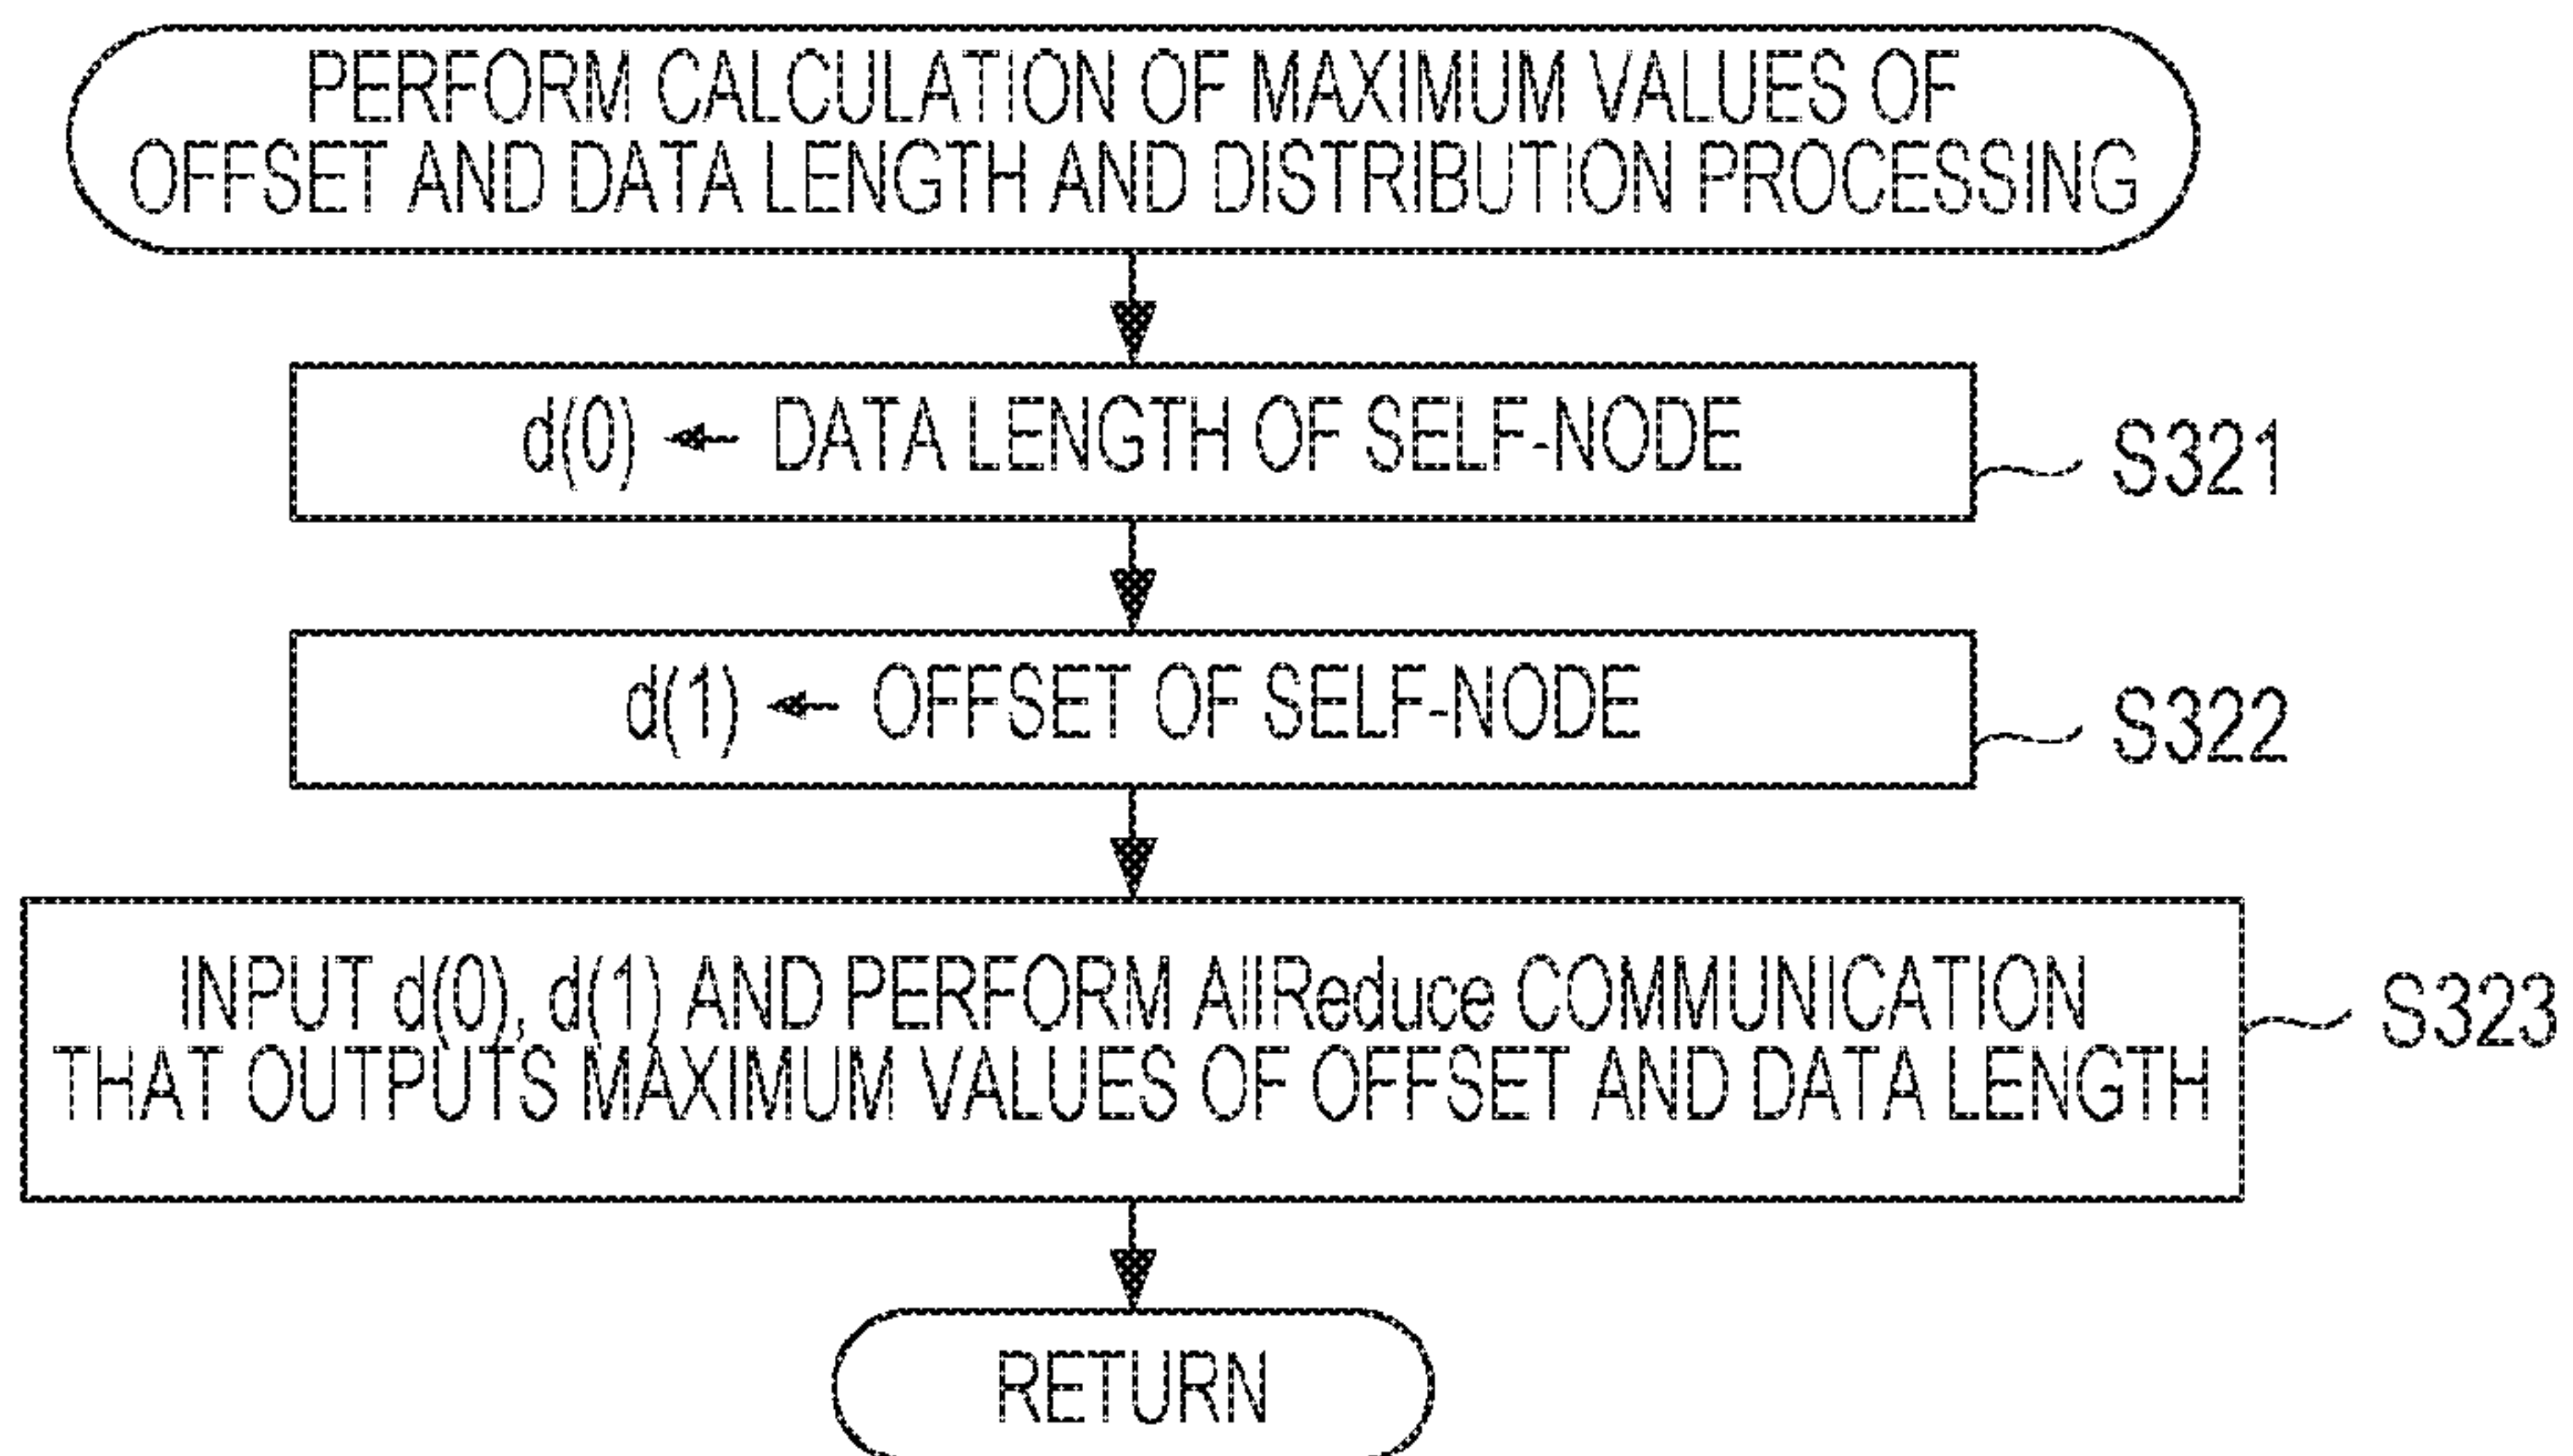 PERFORM CALCULATION OF MAXIMUM VALUES OF
OFFSET AND DATA LENGTH AND DISTRIBUTION PROCESSING
d(0) ← DATA LENGTH OF SELF-NODE
S321
d(1) ← OFFSET OF SELF-NODE
S322
INPUT d(0), d(1) AND PERFORM AllReduce COMMUNICATION
THAT OUTPUTS MAXIMUM VALUES OF OFFSET AND DATA LENGTH
S323
RETURN